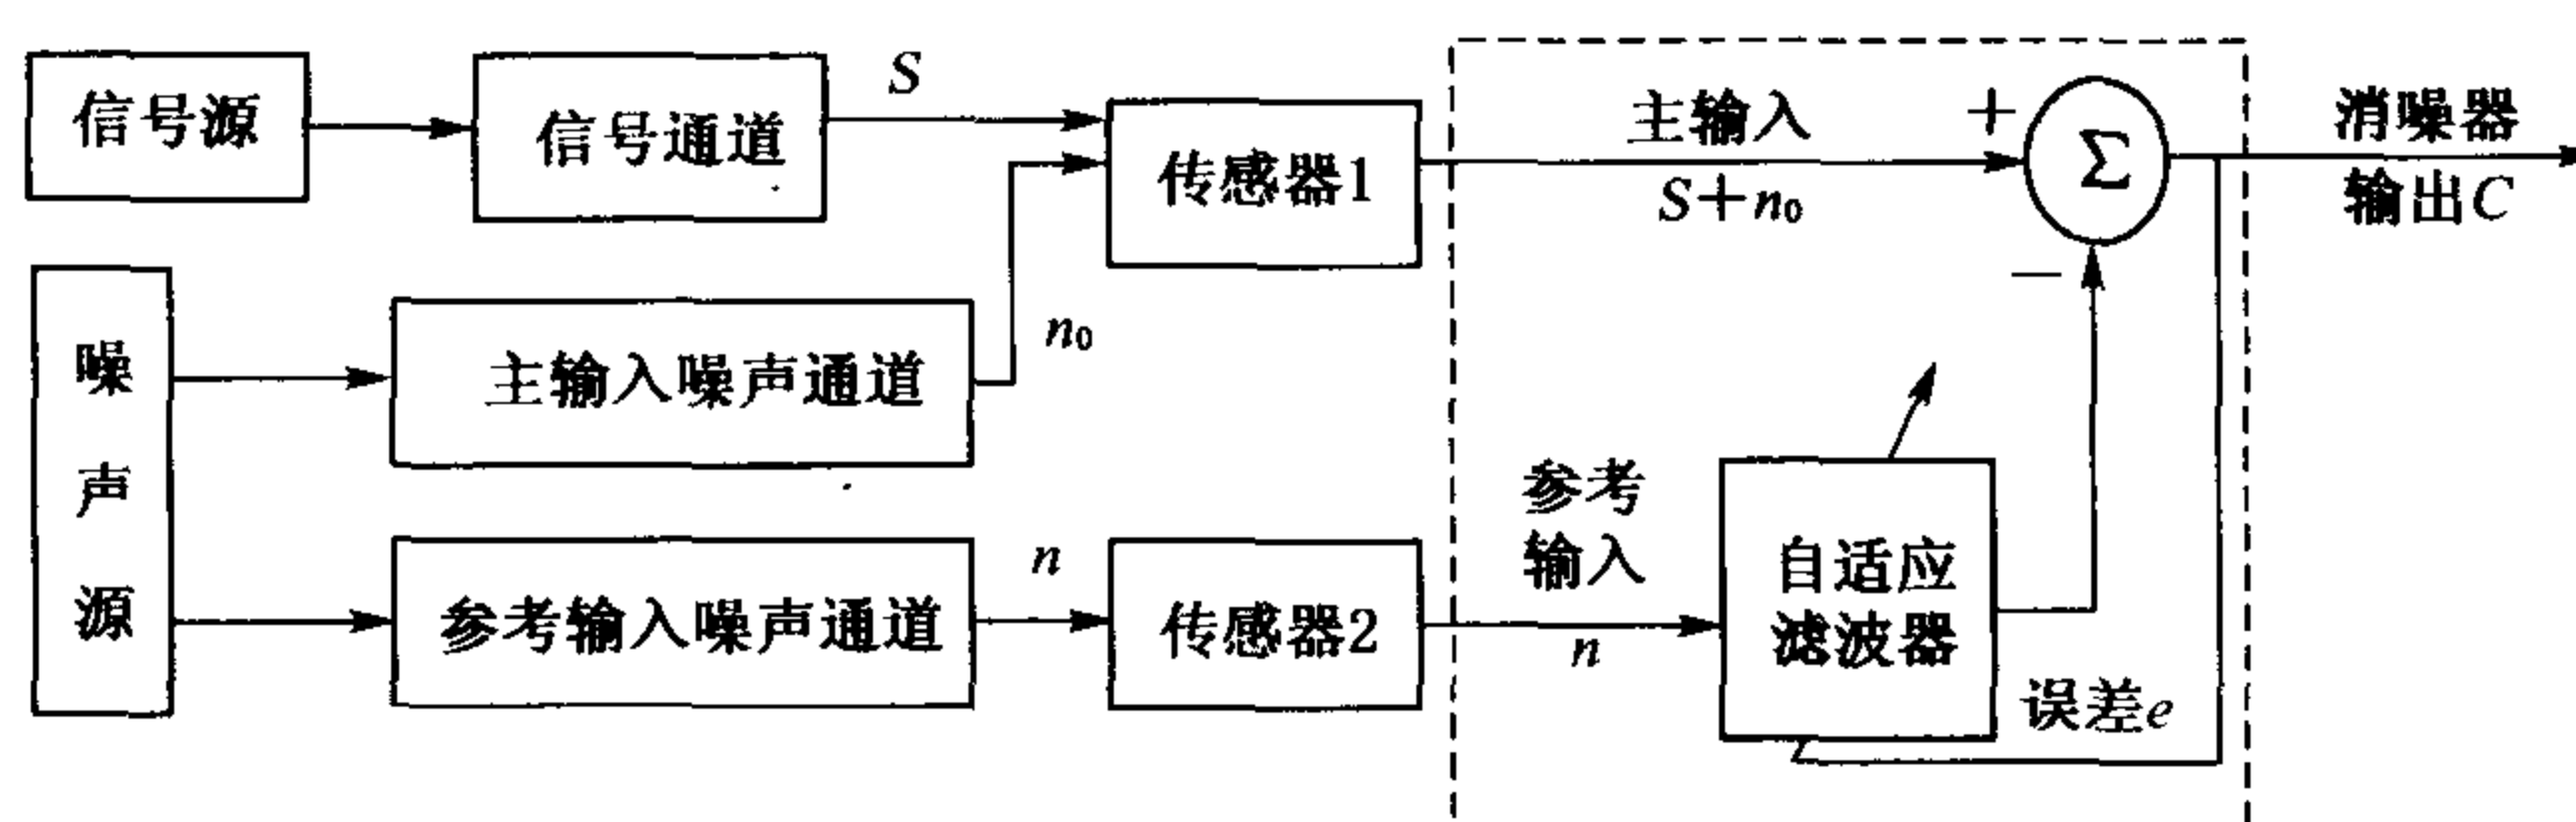 信号源
信号通道
S
传感器1
主输入
S+n₀
+
Σ
−
消噪器
输出C
噪
声
源
主输入噪声通道
n₀
参考输入噪声通道
n
传感器2
参考
输入
n
自适应
滤波器
误差e